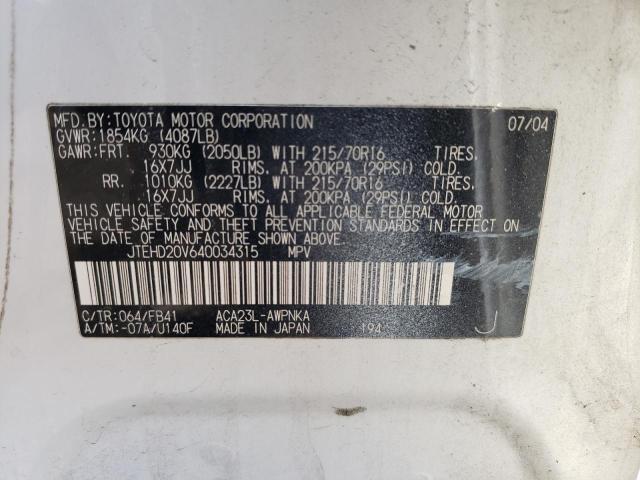 MFD.BY:TOYOTA MOTOR CORPORATION 07/04
GVWR:1854KG (4087LB)
GAWR:FRT. 930KG (2050LB) WITH 215/70R16 TIRES.
16X7JJ RIMS. AT 200KPA (29PSI) COLD.
RR. 1010KG (2227LB) WITH 215/70R16 TIRES.
16X7JJ RIMS. AT 200KPA (29PSI) COLD.
THIS VEHICLE CONFORMS TO ALL APPLICABLE FEDERAL MOTOR
VEHICLE SAFETY AND THEFT PREVENTION STANDARDS IN EFFECT ON
THE DATE OF MANUFACTURE SHOWN ABOVE.
JTEHD20V640034315 MPV
C/TR:064/FB41 ACA23L-AWPNKA
A/TM:-07A/U140F MADE IN JAPAN 194 J